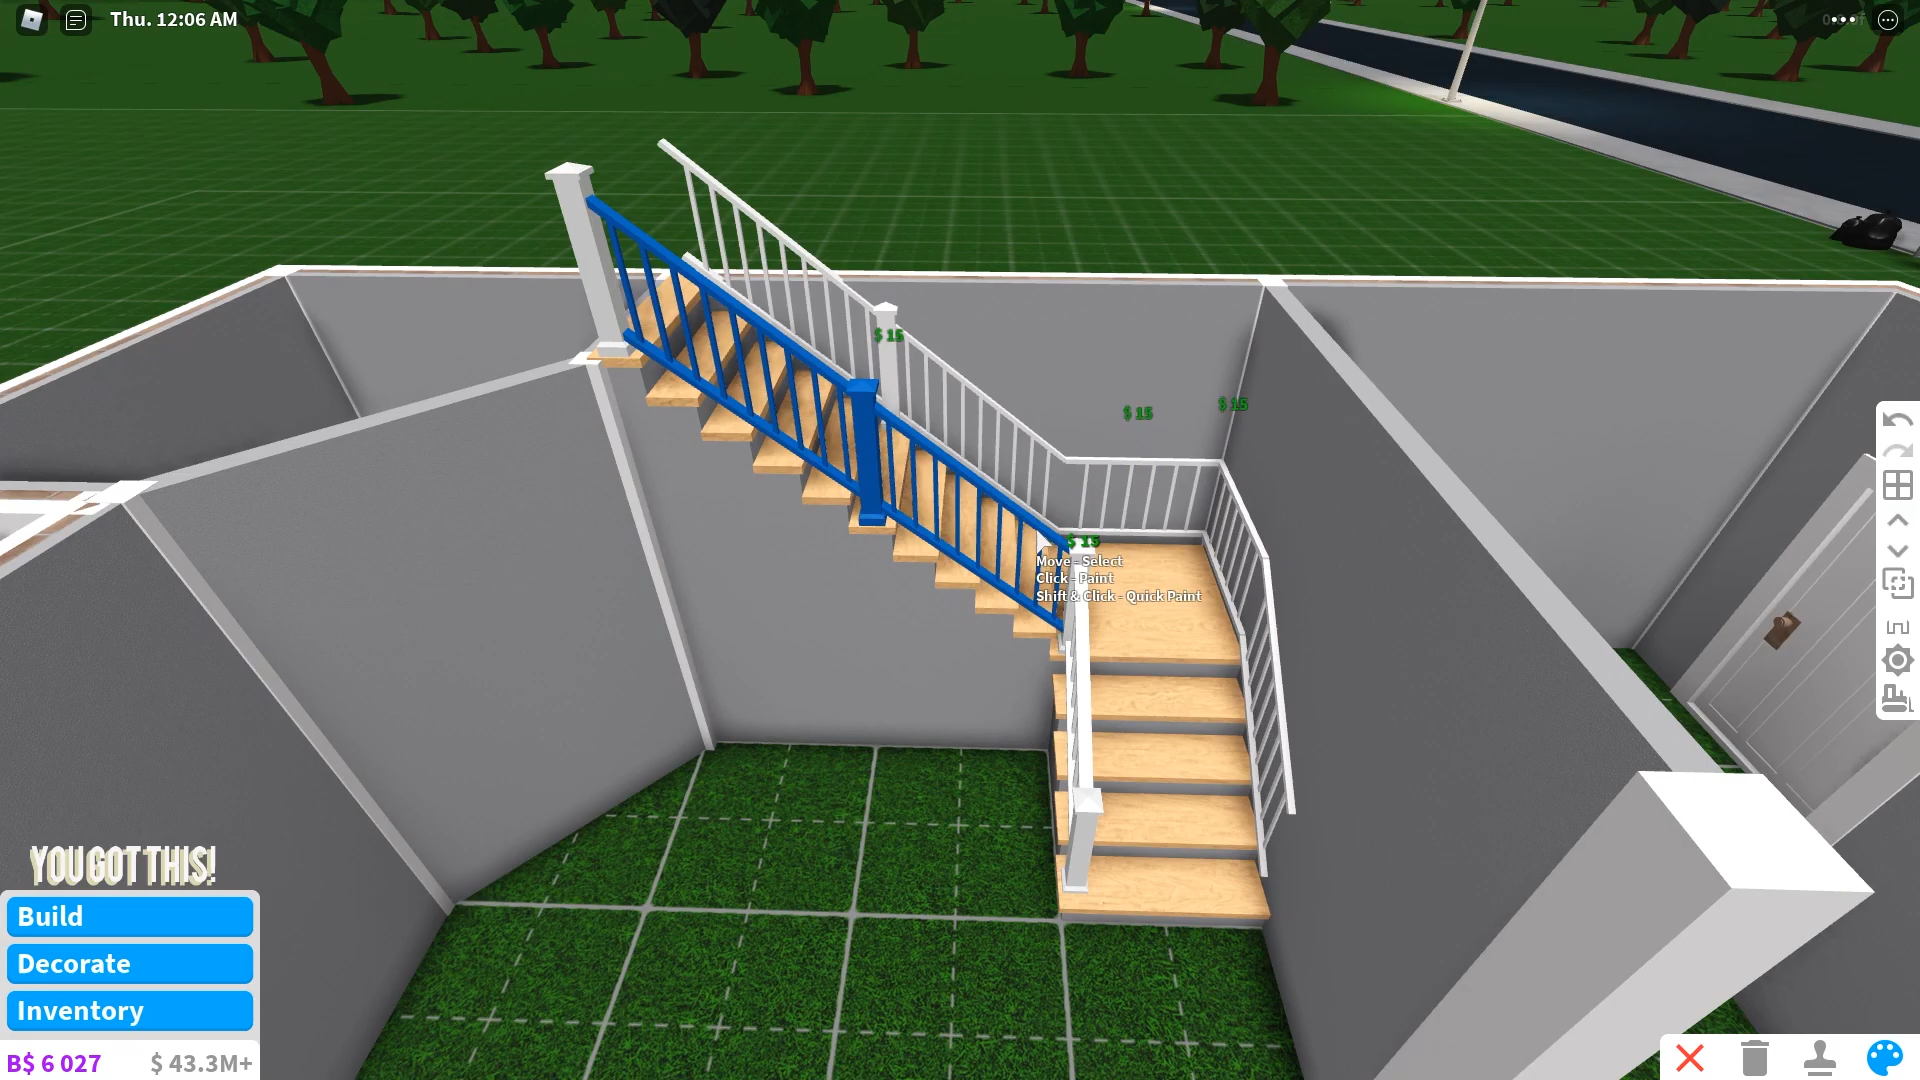 Thu. 12:06 AM
$ 15
$ 15
$ 15
$ 15
Move - Select
Click - Paint
Shift & Click - Quick Paint
YOU GOT THIS!
Build
Decorate
Inventory
B$ 6 027
$ 43.3M+